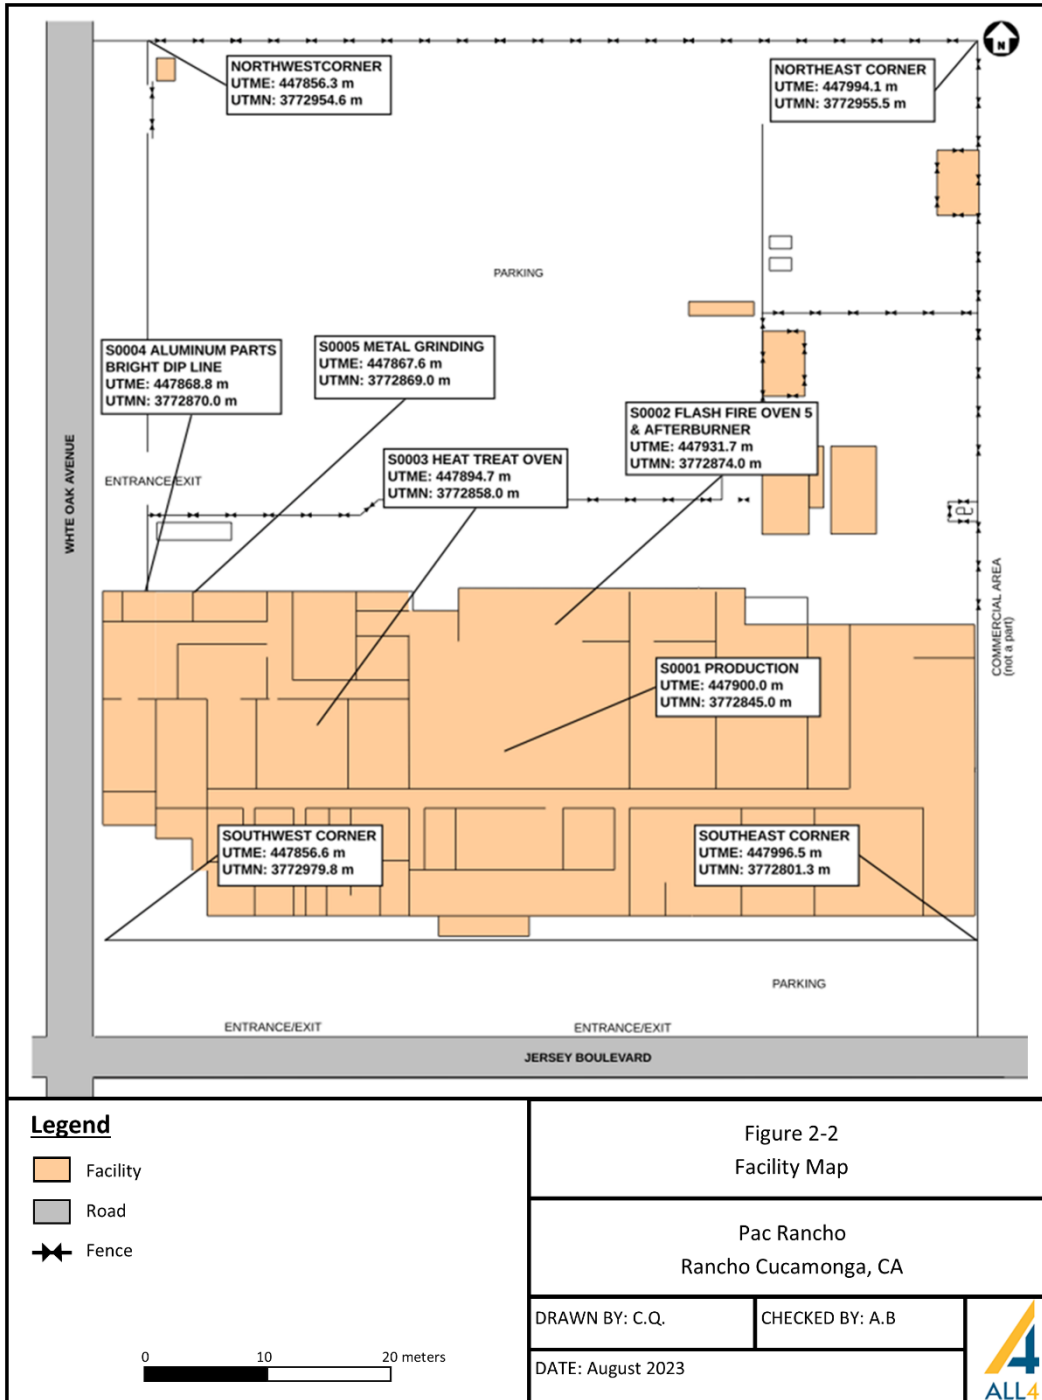 N
NORTHWESTCORNER
UTME: 447856.3 m
UTMN: 3772954.6 m
NORTHEAST CORNER
UTME: 447994.1 m
UTMN: 3772955.5 m
PARKING
S0004 ALUMINUM PARTS
BRIGHT DIP LINE
UTME: 447868.8 m
UTMN: 3772870.0 m
S0005 METAL GRINDING
UTME: 447867.6 m
UTMN: 3772869.0 m
S0002 FLASH FIRE OVEN 5
& AFTERBURNER
UTME: 447931.7 m
UTMN: 3772874.0 m
S0003 HEAT TREAT OVEN
UTME: 447894.7 m
UTMN: 3772858.0 m
ENTRANCE/EXIT
WHTE OAK AVENUE
COMMERCIAL AREA
(not a part)
S0001 PRODUCTION
UTME: 447900.0 m
UTMN: 3772845.0 m
SOUTHWEST CORNER
UTME: 447856.6 m
UTMN: 3772979.8 m
SOUTHEAST CORNER
UTME: 447996.5 m
UTMN: 3772801.3 m
PARKING
ENTRANCE/EXIT
ENTRANCE/EXIT
JERSEY BOULEVARD
Legend
Facility
Road
Fence
0 10 20 meters
Figure 2-2
Facility Map
Pac Rancho
Rancho Cucamonga, CA
DRAWN BY: C.Q.
CHECKED BY: A.B
DATE: August 2023
ALL4